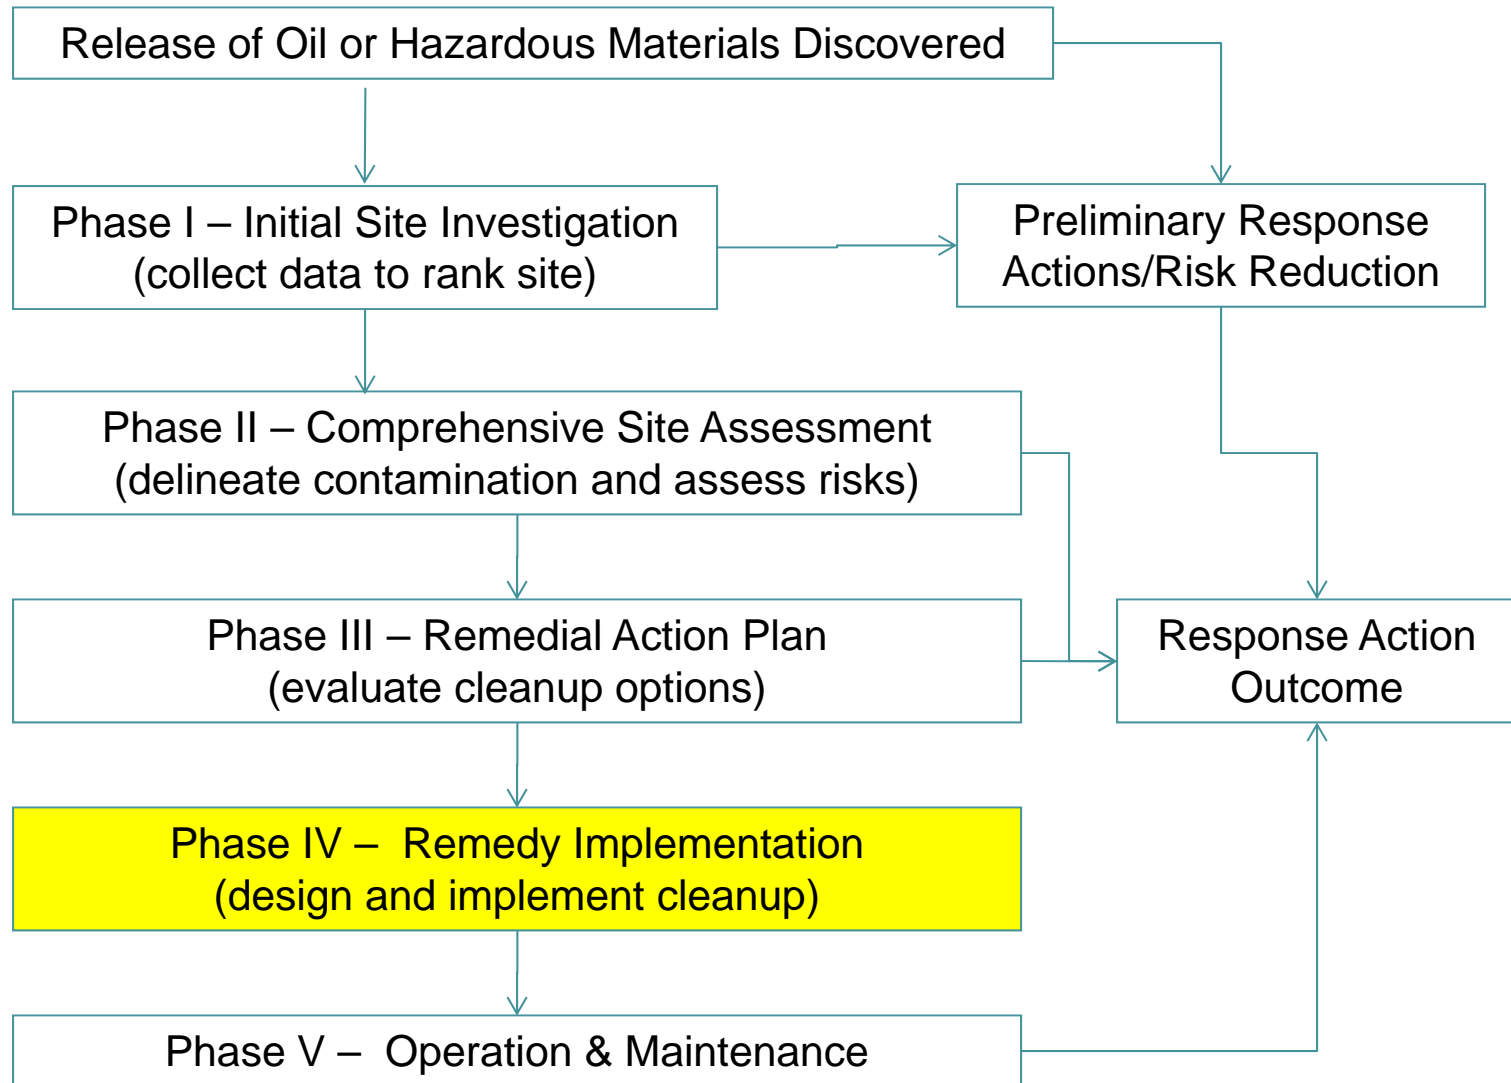 Release of Oil or Hazardous Materials Discovered
Phase I – Initial Site Investigation
(collect data to rank site)
Preliminary Response
Actions/Risk Reduction
Phase II – Comprehensive Site Assessment
(delineate contamination and assess risks)
Phase III – Remedial Action Plan
(evaluate cleanup options)
Response Action
Outcome
Phase IV –  Remedy Implementation
(design and implement cleanup)
Phase V –  Operation & Maintenance